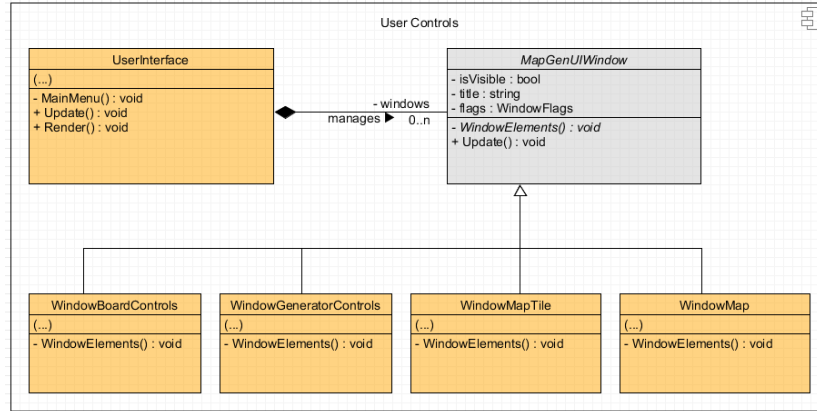 User Controls
UserInterface
(...)
- MainMenu() : void
+ Update() : void
+ Render() : void
- windows
manages
0..n
MapGenUIWindow
- isVisible : bool
- title : string
- flags : WindowFlags
- WindowElements() : void
+ Update() : void
WindowBoardControls
(...)
- WindowElements() : void
WindowGeneratorControls
(...)
- WindowElements() : void
WindowMapTile
(...)
- WindowElements() : void
WindowMap
(...)
- WindowElements() : void